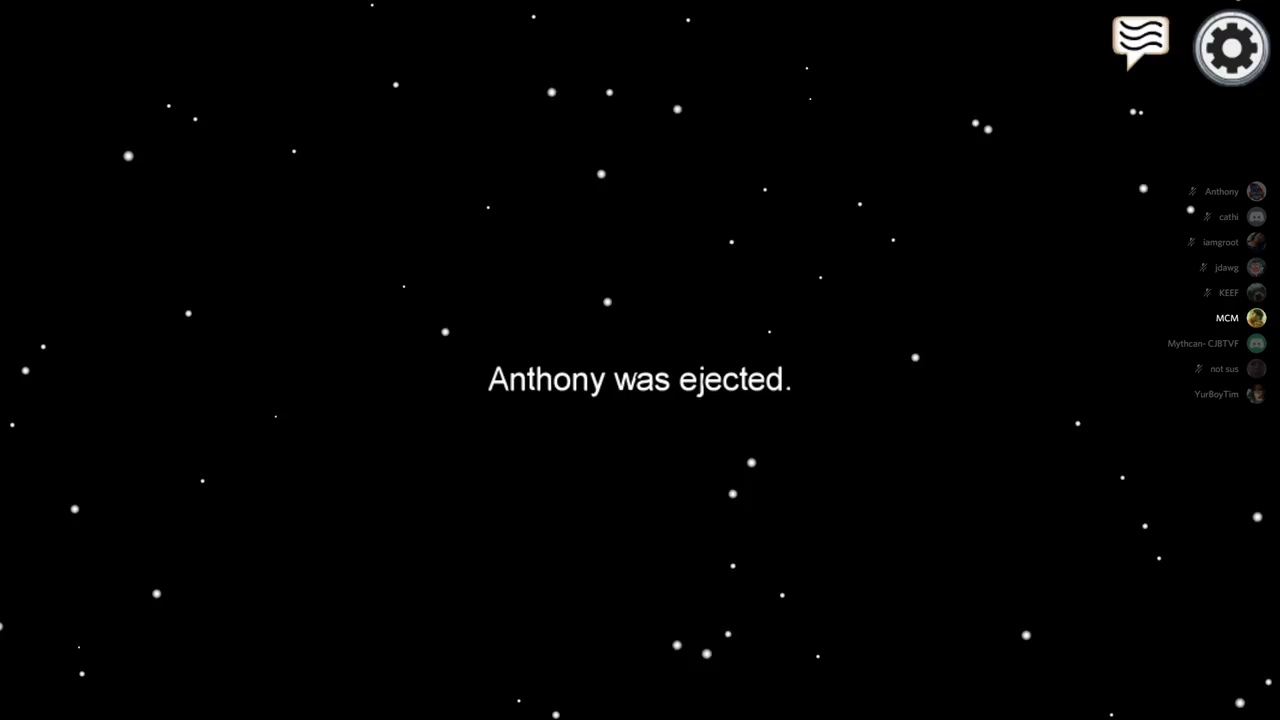 Anthony
cathi
iamgroot
jdawg
KEEF
MCM
Mythcan- CJBTVF
Anthony was ejected.
not sus
YurBoyTim